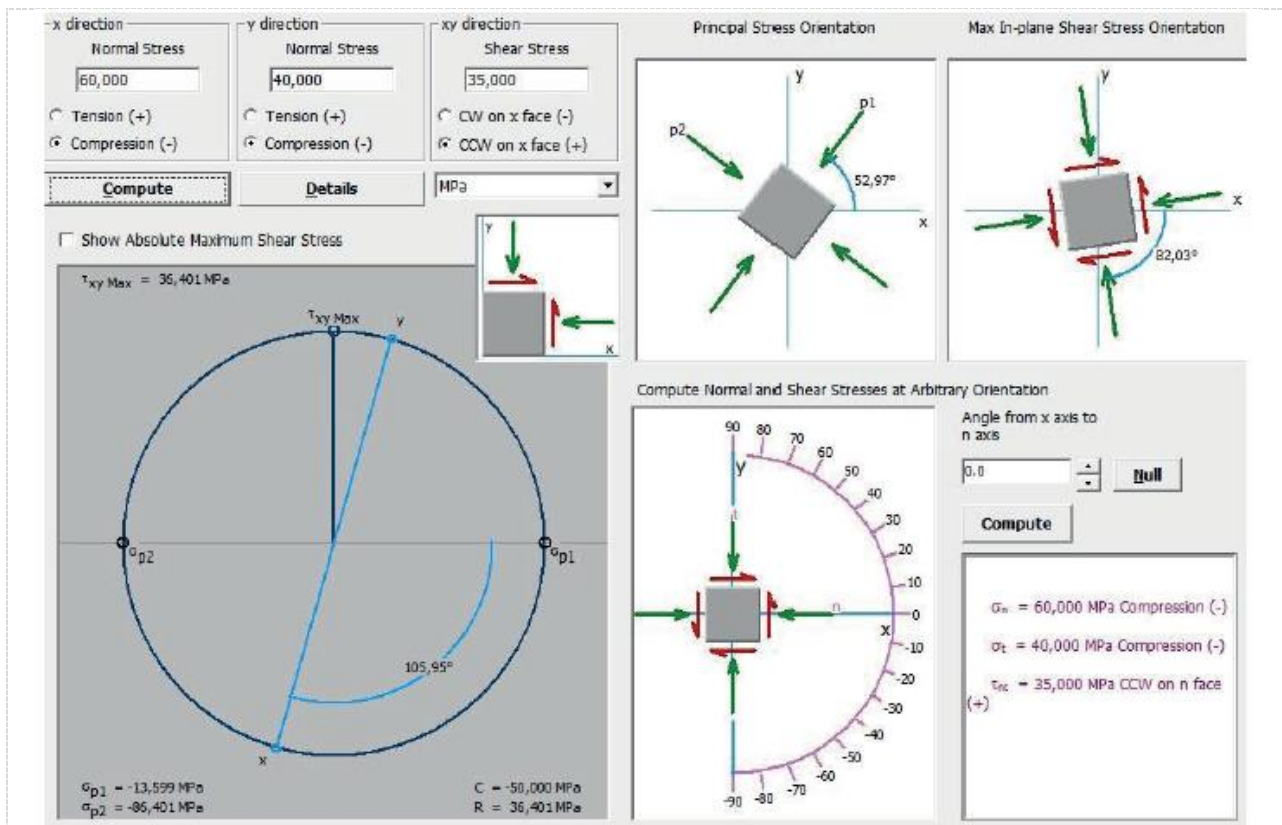 x direction
Normal Stress
60,000
Tension (+)
Compression (-)
y direction
Normal Stress
40,000
Tension (+)
Compression (-)
xy direction
Shear Stress
35,000
CW on x face (-)
CCW on x face (+)
Compute
Details
MPa
Show Absolute Maximum Shear Stress
y
x
τxy Max = 36,401 MPa
τxy Max
y
σp2
σp1
105,95°
x
σp1 = -13,599 MPa
σp2 = -86,401 MPa
C = -50,000 MPa
R = 36,401 MPa
Principal Stress Orientation
y
p1
p2
52,97°
x
Max In-plane Shear Stress Orientation
y
x
82,03°
Compute Normal and Shear Stresses at Arbitrary Orientation
90
80
70
60
50
40
30
20
10
0
-10
-20
-30
-40
-50
-60
-70
-80
-90
y
t
n
x
Angle from x axis to
n axis
0.0
Null
Compute
σn = 60,000 MPa Compression (-)
σt = 40,000 MPa Compression (-)
τnt = 35,000 MPa CCW on n face
(+)